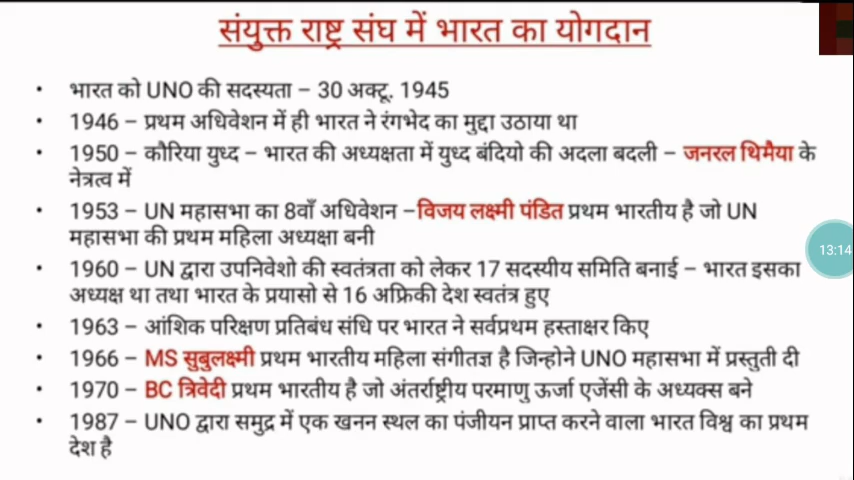 संयुक्त राष्ट्र संघ में भारत का योगदान
• भारत को UNO की सदस्यता – 30 अक्टू. 1945
• 1946 – प्रथम अधिवेशन में ही भारत ने रंगभेद का मुद्दा उठाया था
• 1950 – कौरिया युध्द – भारत की अध्यक्षता में युध्द बंदियो की अदला बदली – जनरल थिमैया के
नेत्रत्व में
• 1953 – UN महासभा का 8वाँ अधिवेशन –विजय लक्ष्मी पंडित प्रथम भारतीय है जो UN
महासभा की प्रथम महिला अध्यक्षा बनी
• 1960 – UN द्वारा उपनिवेशो की स्वतंत्रता को लेकर 17 सदस्यीय समिति बनाई – भारत इसका
अध्यक्ष था तथा भारत के प्रयासो से 16 अफ्रिकी देश स्वतंत्र हुए
• 1963 – आंशिक परिक्षण प्रतिबंध संधि पर भारत ने सर्वप्रथम हस्ताक्षर किए
• 1966 – MS सुबुलक्ष्मी प्रथम भारतीय महिला संगीतज्ञ है जिन्होने UNO महासभा में प्रस्तुती दी
• 1970 – BC त्रिवेदी प्रथम भारतीय है जो अंतर्राष्ट्रीय परमाणु ऊर्जा एजेंसी के अध्यक्स बने
• 1987 – UNO द्वारा समुद्र में एक खनन स्थल का पंजीयन प्राप्त करने वाला भारत विश्व का प्रथम
देश है
13:14